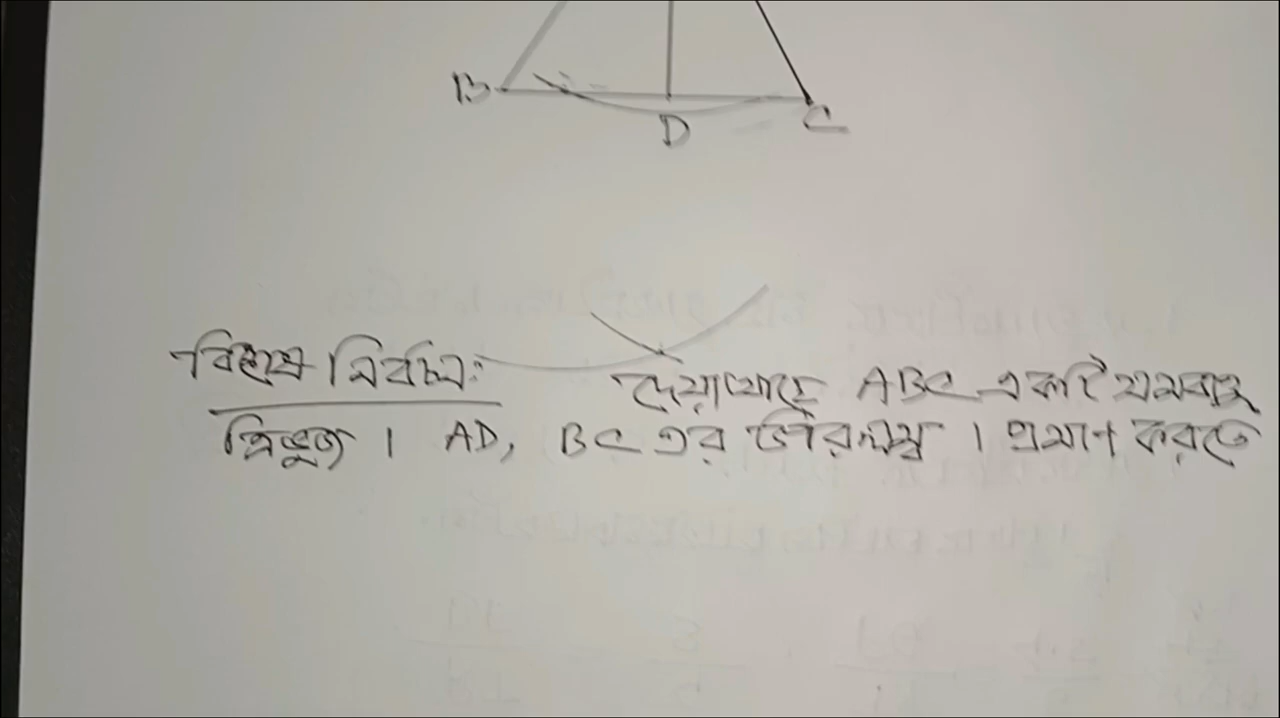 B
D
C
বিশেষ নির্বচন: দেয়া আছে ABC একটি সমবাহু
ত্রিভুজ । AD, BC এর উপর লম্ব । প্রমাণ করতে